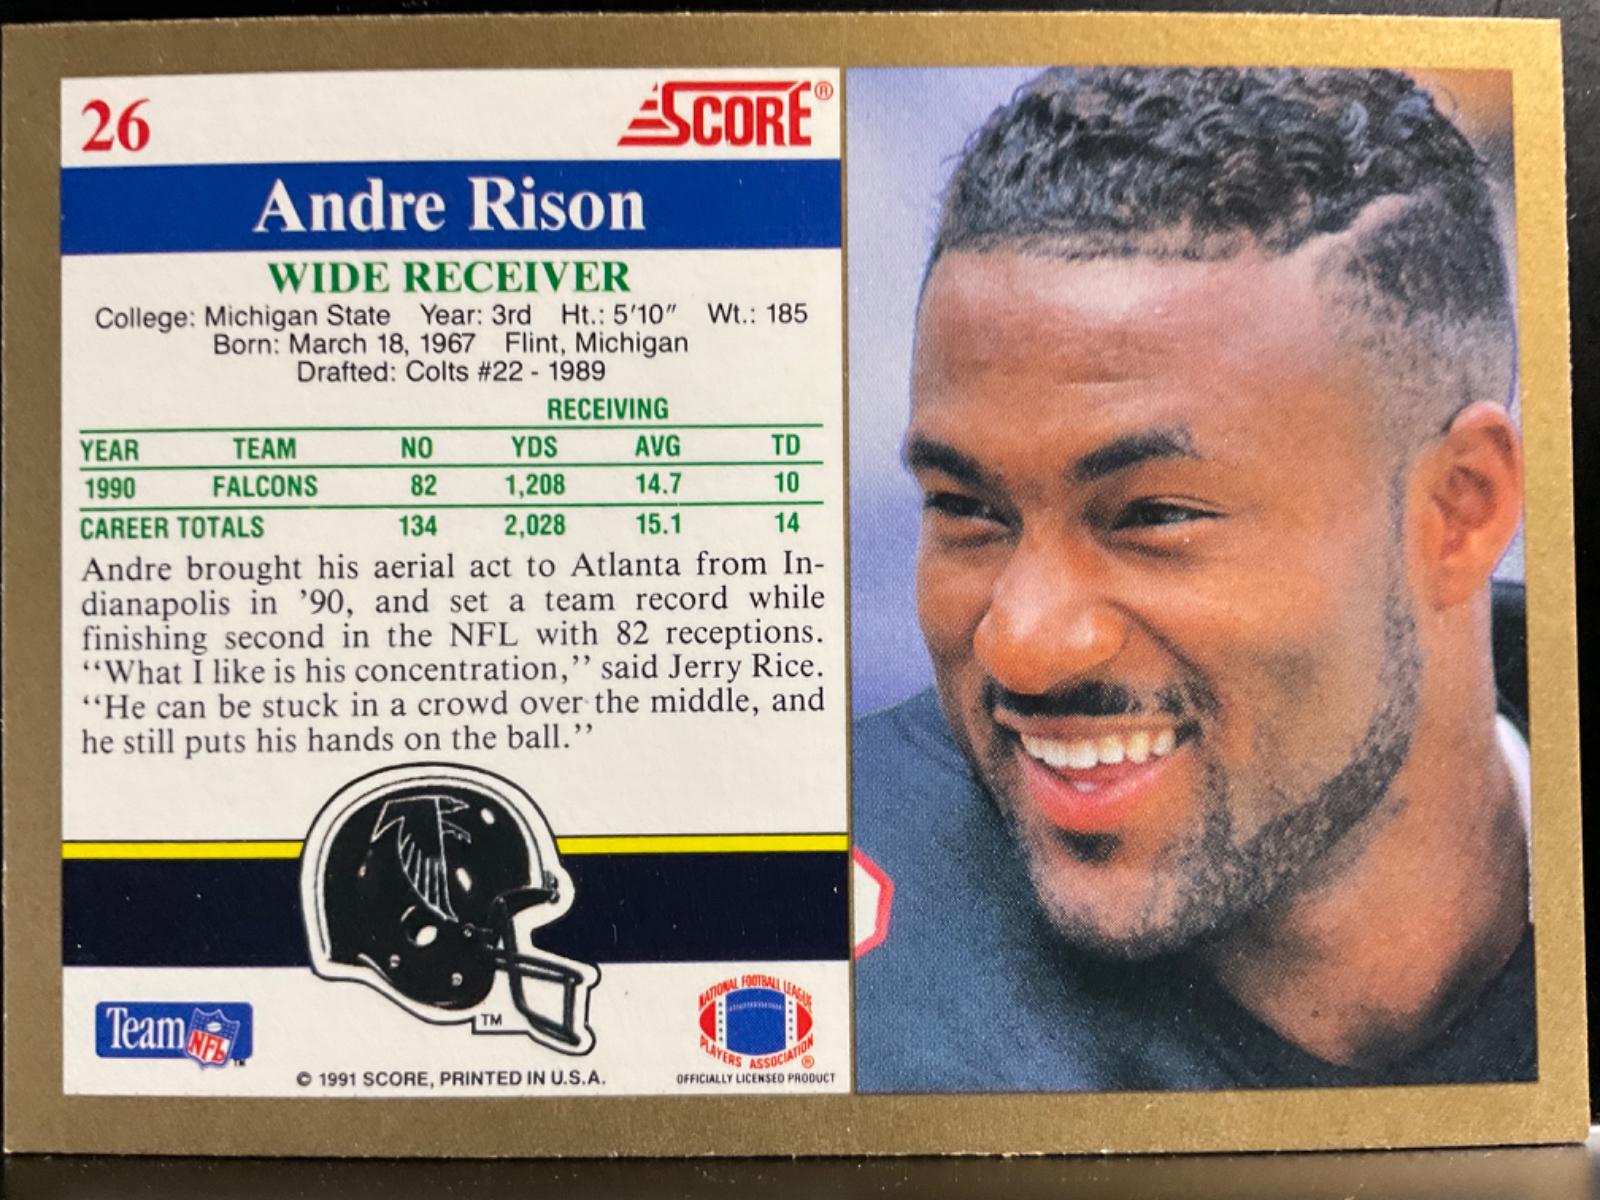 26
SCORE®
Andre Rison
WIDE RECEIVER
College: Michigan State Year: 3rd Ht.: 5'10" Wt.: 185
Born: March 18, 1967 Flint, Michigan
Drafted: Colts #22 - 1989
RECEIVING
YEAR TEAM NO YDS AVG TD
1990 FALCONS 82 1,208 14.7 10
CAREER TOTALS 134 2,028 15.1 14
Andre brought his aerial act to Atlanta from In-
dianapolis in '90, and set a team record while
finishing second in the NFL with 82 receptions.
“What I like is his concentration,” said Jerry Rice.
“He can be stuck in a crowd over the middle, and
he still puts his hands on the ball.”
TM
Team NFL TM
NATIONAL FOOTBALL LEAGUE
PLAYERS ASSOCIATION ®
OFFICIALLY LICENSED PRODUCT
© 1991 SCORE, PRINTED IN U.S.A.